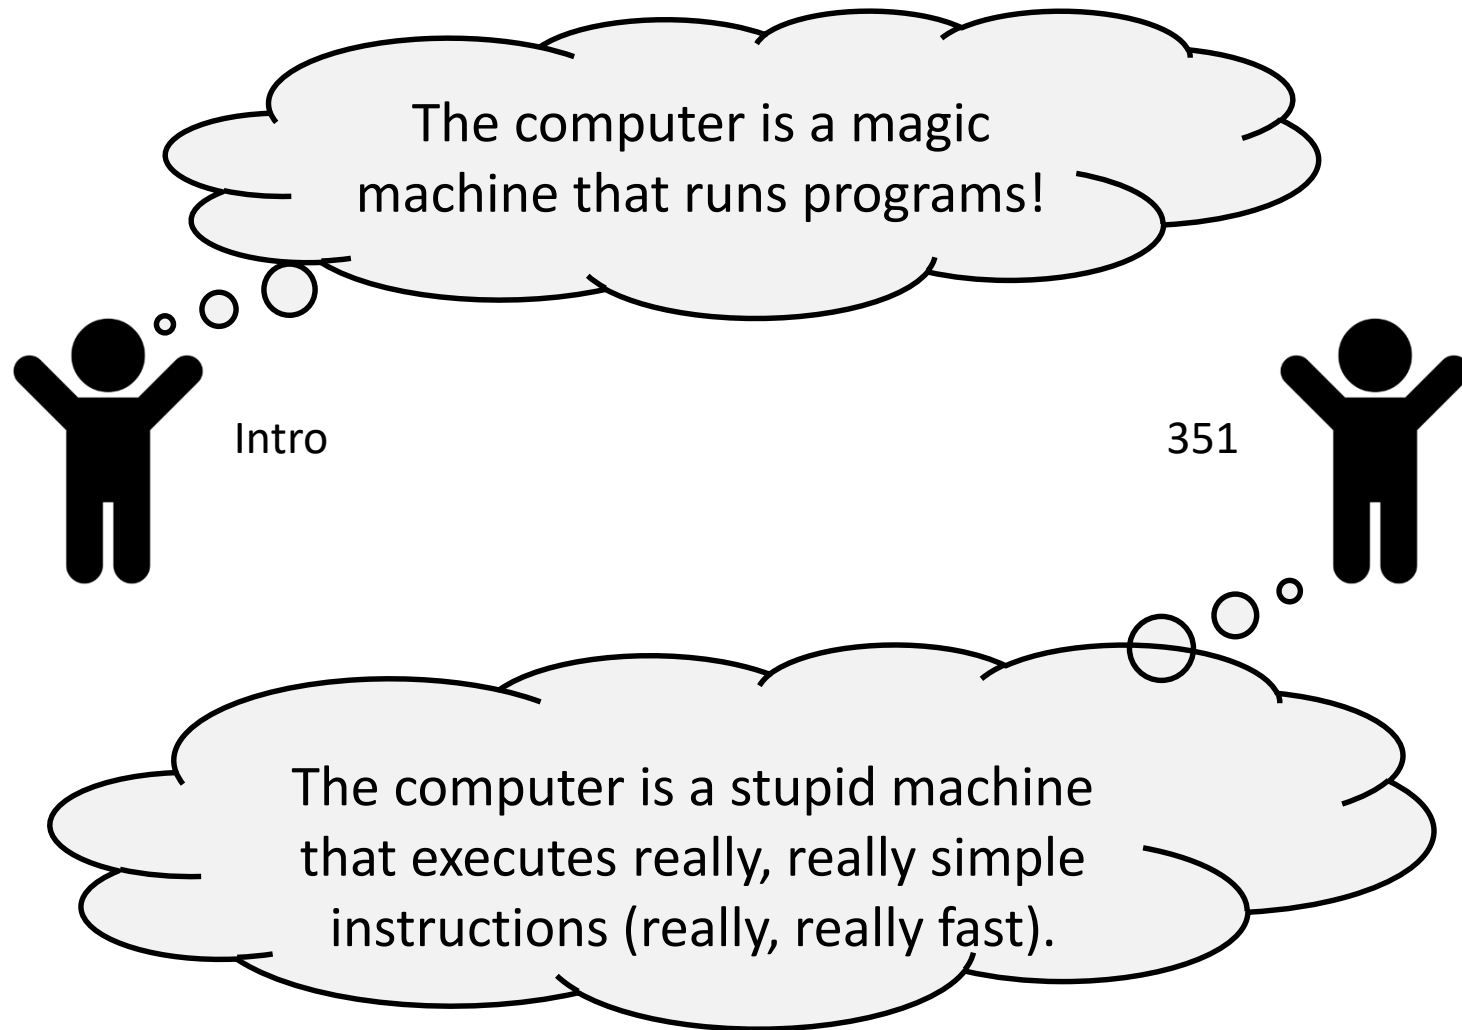 The computer is a magic
machine that runs programs!
Intro
351
The computer is a stupid machine
that executes really, really simple
instructions (really, really fast).